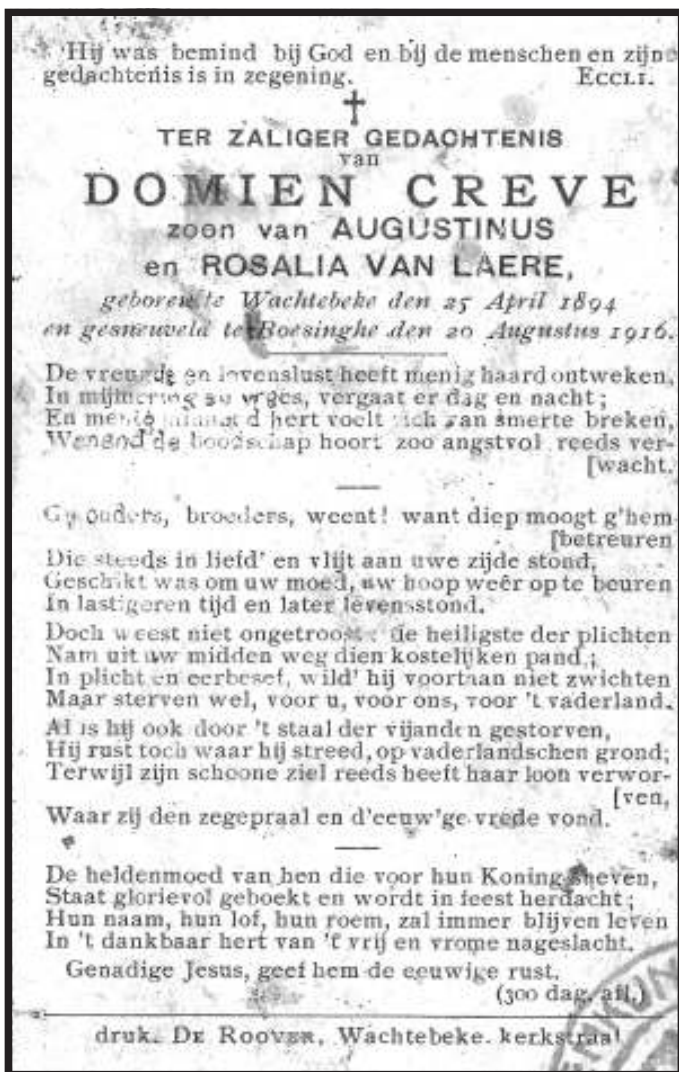 Hij was bemind bij God en bij de menschen en zijne
gedachtenis is in zegening. ECCLI.
TER ZALIGER GEDACHTENIS
van
DOMIEN CREVE
zoon van AUGUSTINUS
en ROSALIA VAN LAERE,
geboren te Wachtebeke den 25 April 1894
en gesneuveld te Boesinghe den 20 Augustus 1916.
De vreugde en levenslust heeft menig haard ontweken,
In mijmering vergaat er dag en nacht;
En menig d hert voelt zich van smerte breken,
de boodschap hoort zoo angstvol reeds ver-
[wacht.
Gy ouders, broeders, weent! want diep moogt g'hem
[betreuren
Die steeds in liefd' en vlijt aan uwe zijde stond,
Geschikt was om uw moed, uw hoop weêr op te beuren
In lastigeren tijd en later levensstond.
Doch weest niet ongetroost: de heiligste der plichten
Nam uit uw midden weg dien kostelijken pand;
In plicht en eerbesef, wild' hij voortaan niet zwichten
Maar sterven wel, voor u, voor ons, voor 't vaderland.
Al is hij ook door 't staal der vijanden gestorven,
Hij rust toch waar hij streed, op vaderlandschen grond;
Terwijl zijn schoone ziel reeds heeft haar loon verwor-
[ven,
Waar zij den zegepraal en d'eeuw'ge vrede vond.
De heldenmoed van hen die voor hun Koning sneven,
Staat glorievol geboekt en wordt in feest herdacht;
Hun naam, hun lof, hun roem, zal immer blijven leven
In 't dankbaar hert van 't vrij en vrome nageslacht.
Genadige Jesus, geef hem de eeuwige rust.
(300 dag. afl.)
druk. DE ROOVER, Wachtebeke. kerkstraat